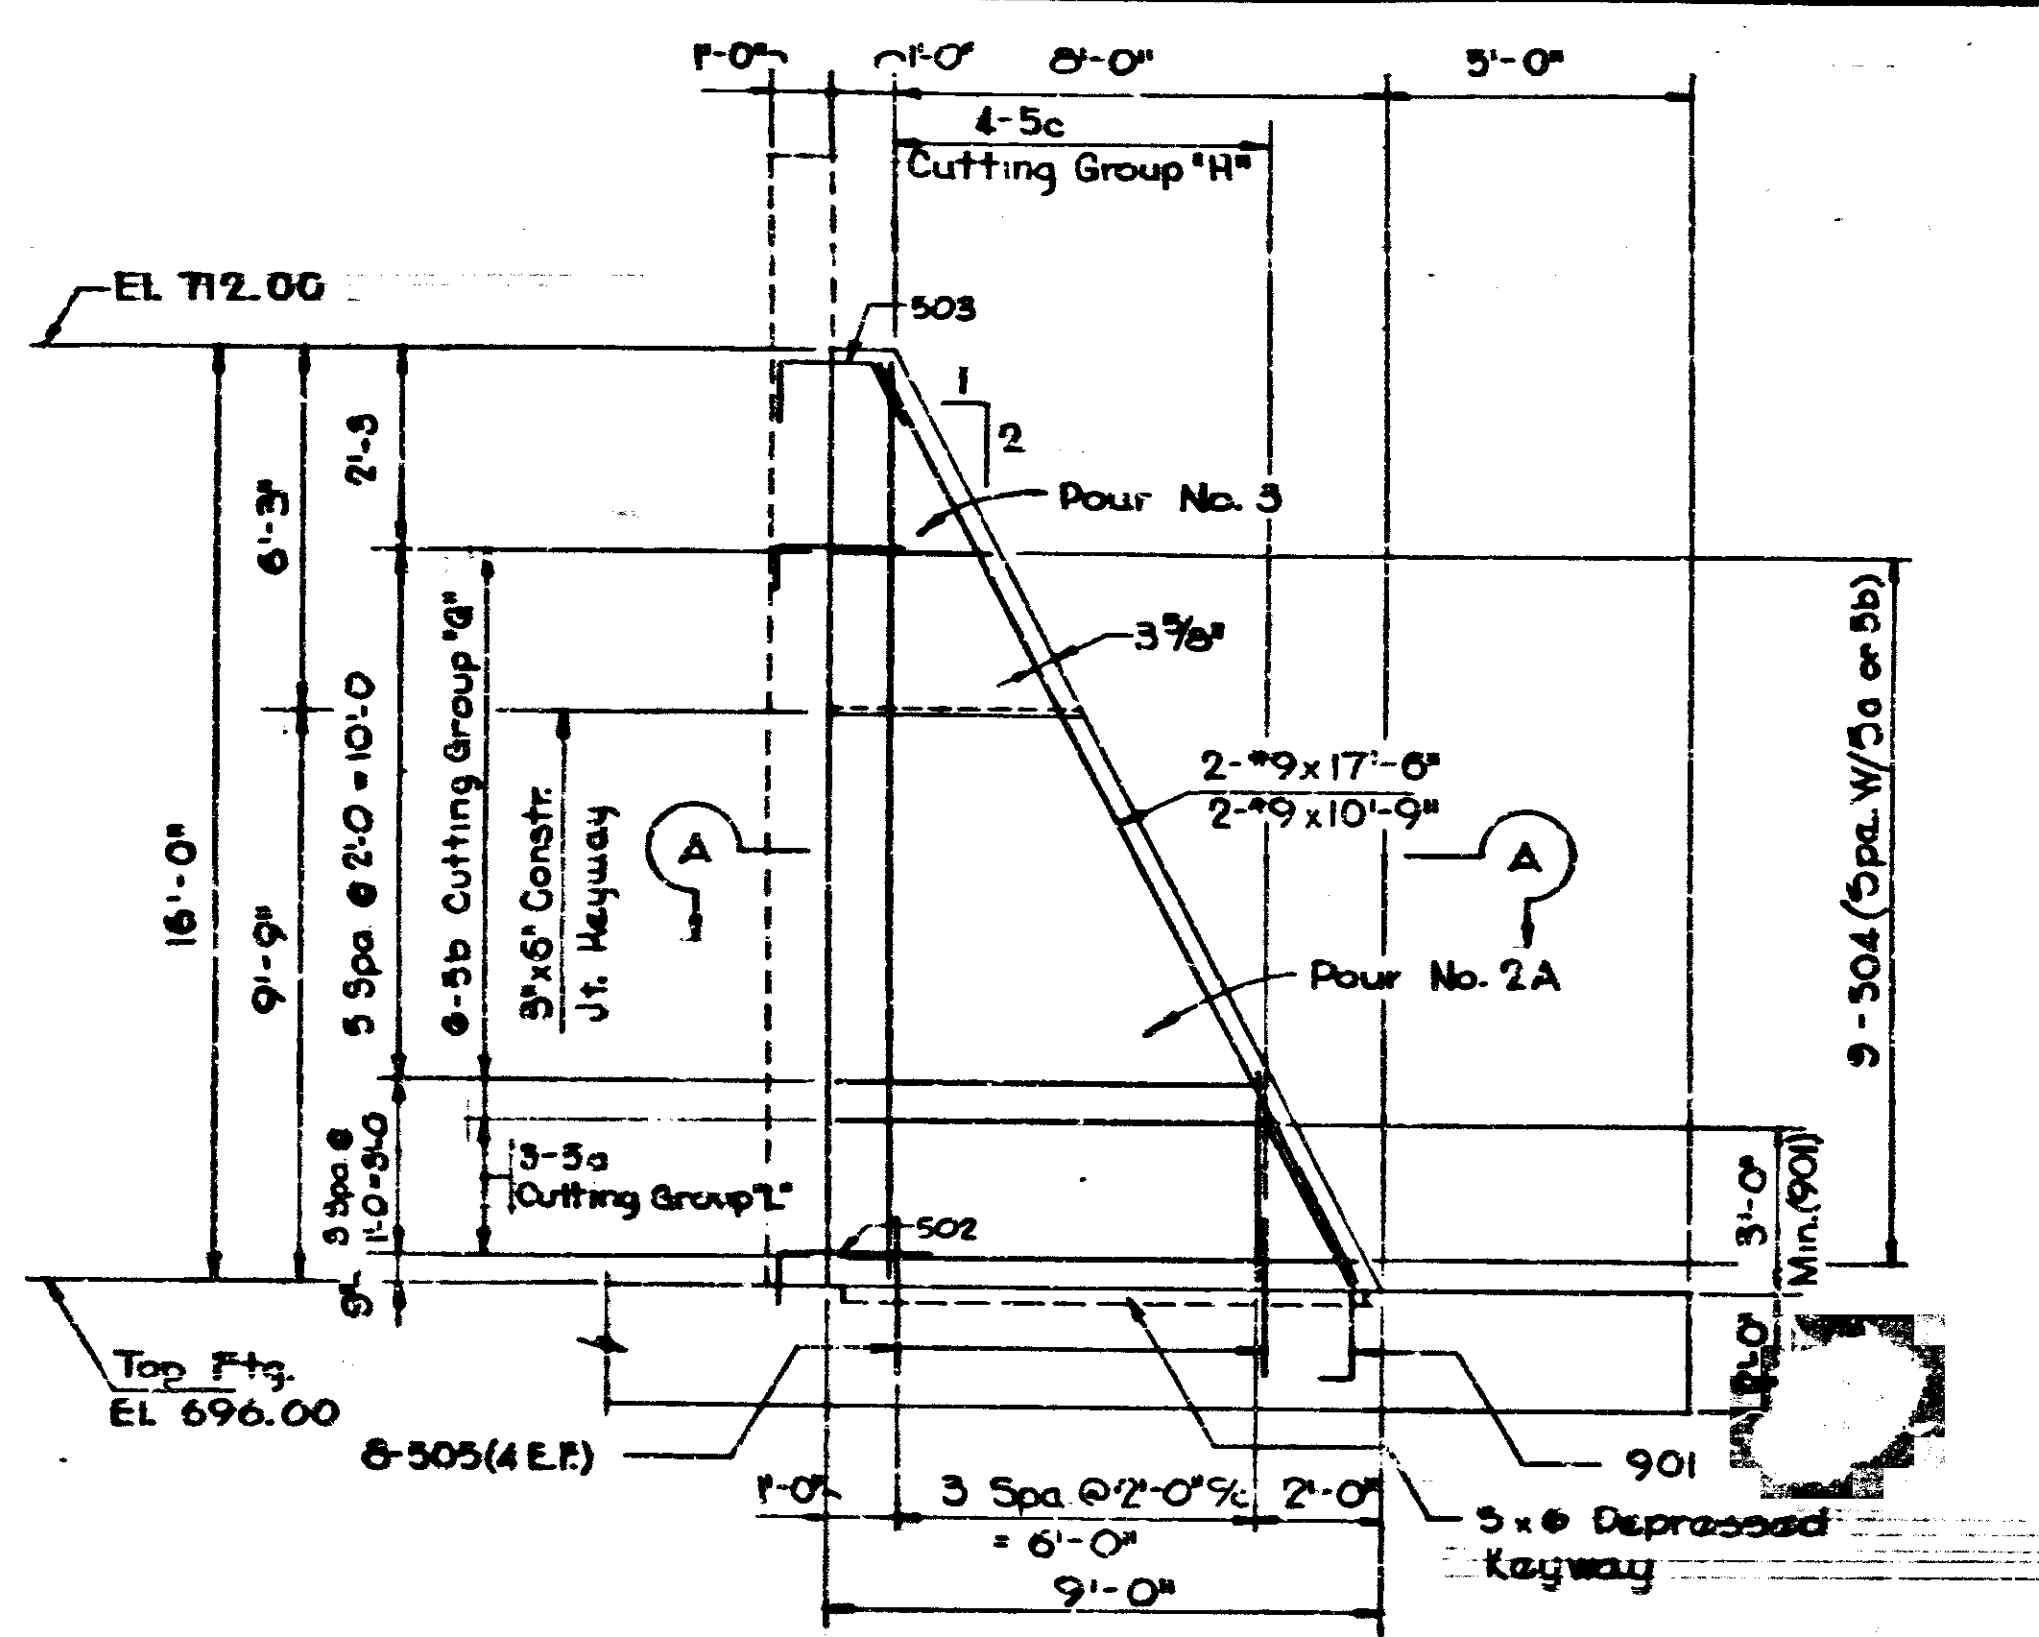 1'-0"
1'-0"
8'-0"
5'-0"
4-5c
Cutting Group "H"
El. 712.00
503
1
2
2'-3
6'-3"
Pour No. 3
3 5/8"
5 Spa @ 2'-0 = 10'-0
6-5b Cutting Group "G"
9-504 (Spa. W/5a or 5b)
2-#9 x 17'-6"
2-#9 x 10'-9"
16'-0"
9'-9"
3"x6" Constr.
Jt. Keyway
A
A
Pour No. 2A
3 Spa @
1'-0 = 3'-0
3-5a
Cutting Group "L"
502
3'-0"
Min. (901)
9"
Top Ftg.
El. 696.00
8-505 (4 E.F.)
901
1'-0"
3 Spa @ 2'-0" c/c
= 6'-0"
2'-0"
9'-0"
3 x 6 Depressed
Keyway